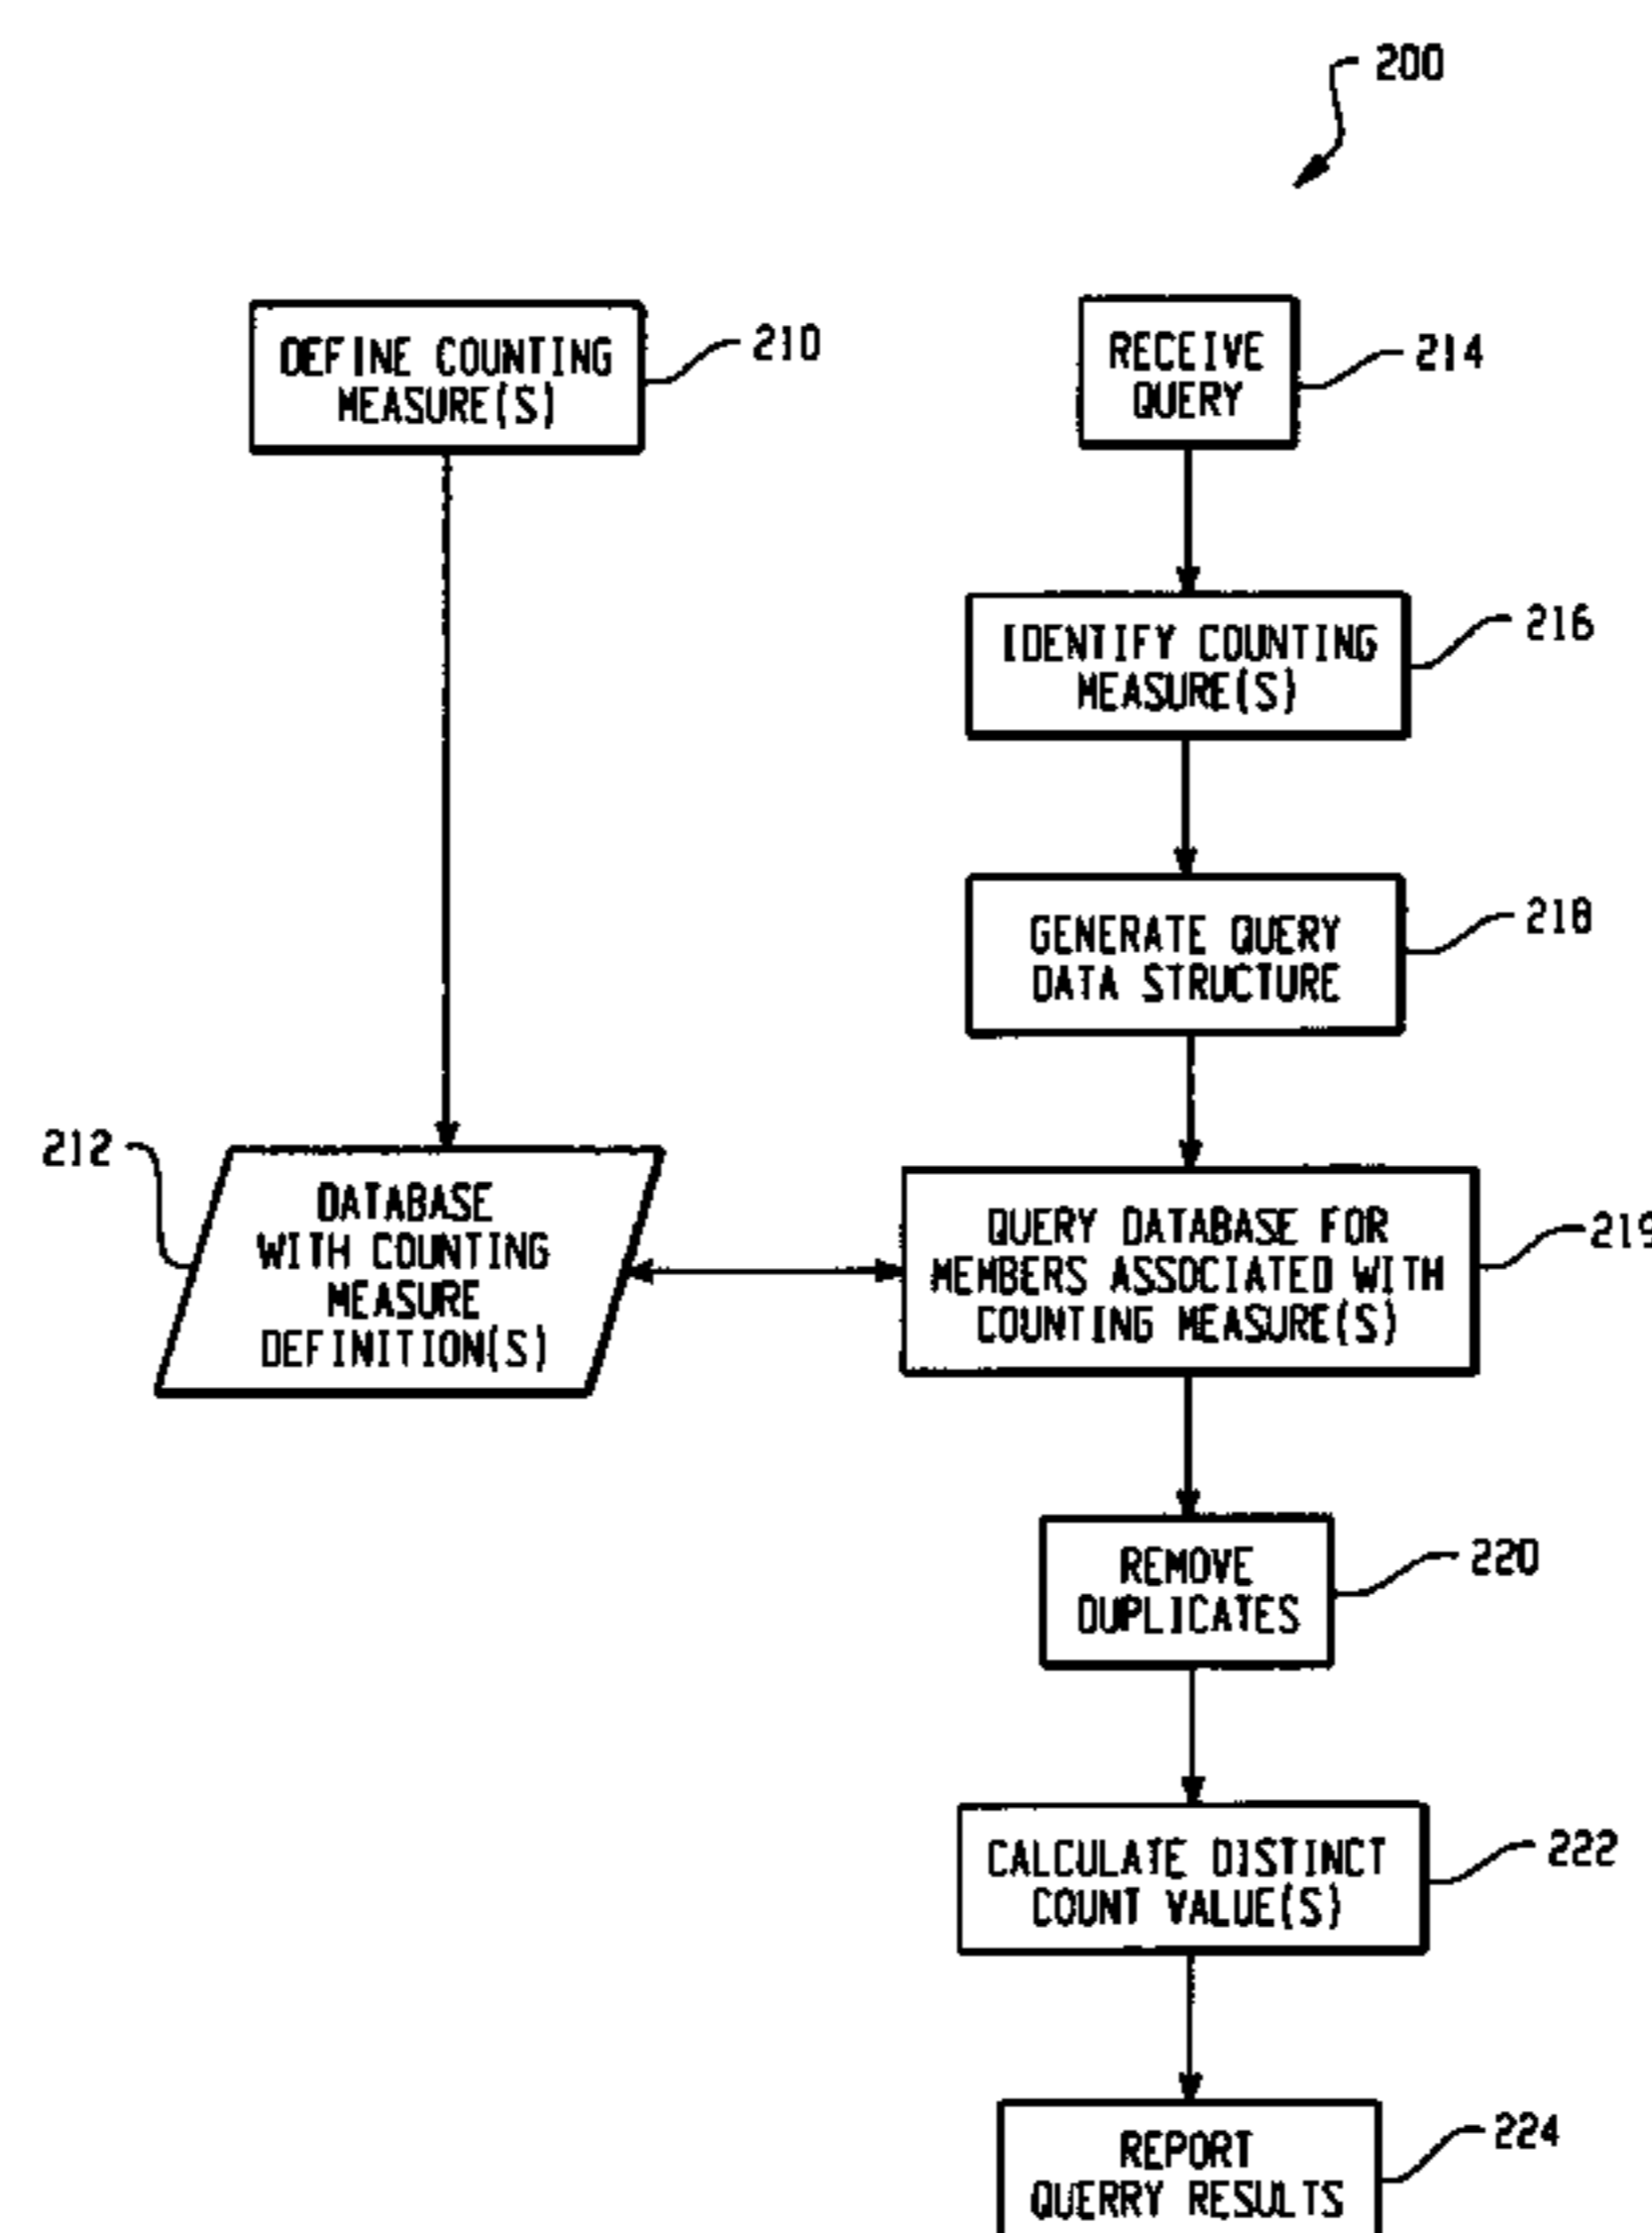 200
DEFINE COUNTING
MEASURE(S)
210
RECEIVE
QUERY
214
IDENTIFY COUNTING
MEASURE(S)
216
GENERATE QUERY
DATA STRUCTURE
218
212
DATABASE
WITH COUNTING
MEASURE
DEFINITION(S)
QUERY DATABASE FOR
MEMBERS ASSOCIATED WITH
COUNTING MEASURE(S)
219
REMOVE
DUPLICATES
220
CALCULATE DISTINCT
COUNT VALUE(S)
222
REPORT
QUERRY RESULTS
224